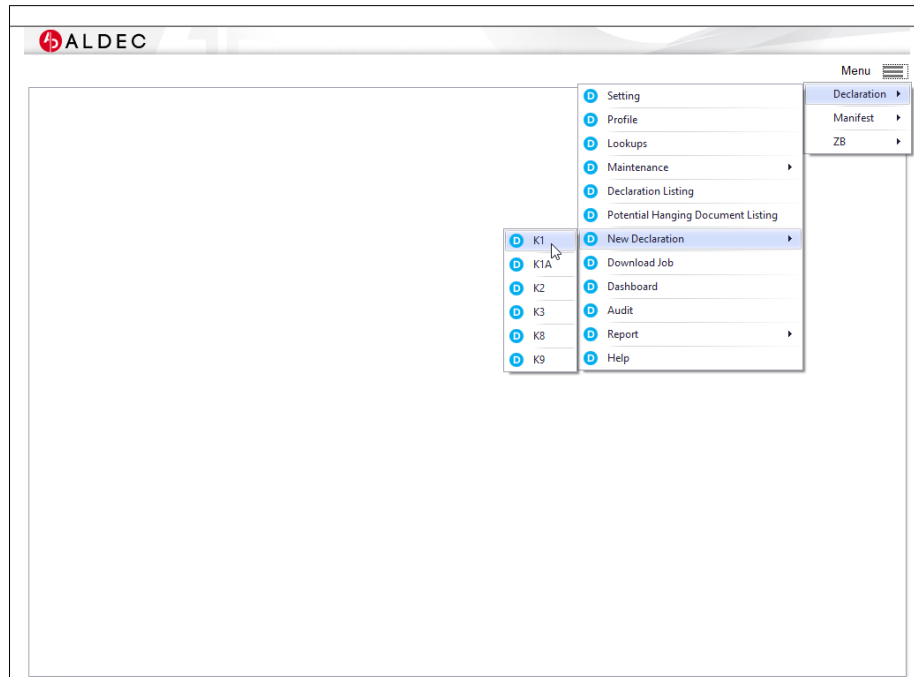 ALDEC
Menu
Declaration
Manifest
ZB
Setting
Profile
Lookups
Maintenance
Declaration Listing
Potential Hanging Document Listing
New Declaration
Download Job
Dashboard
Audit
Report
Help
K1
K1A
K2
K3
K8
K9